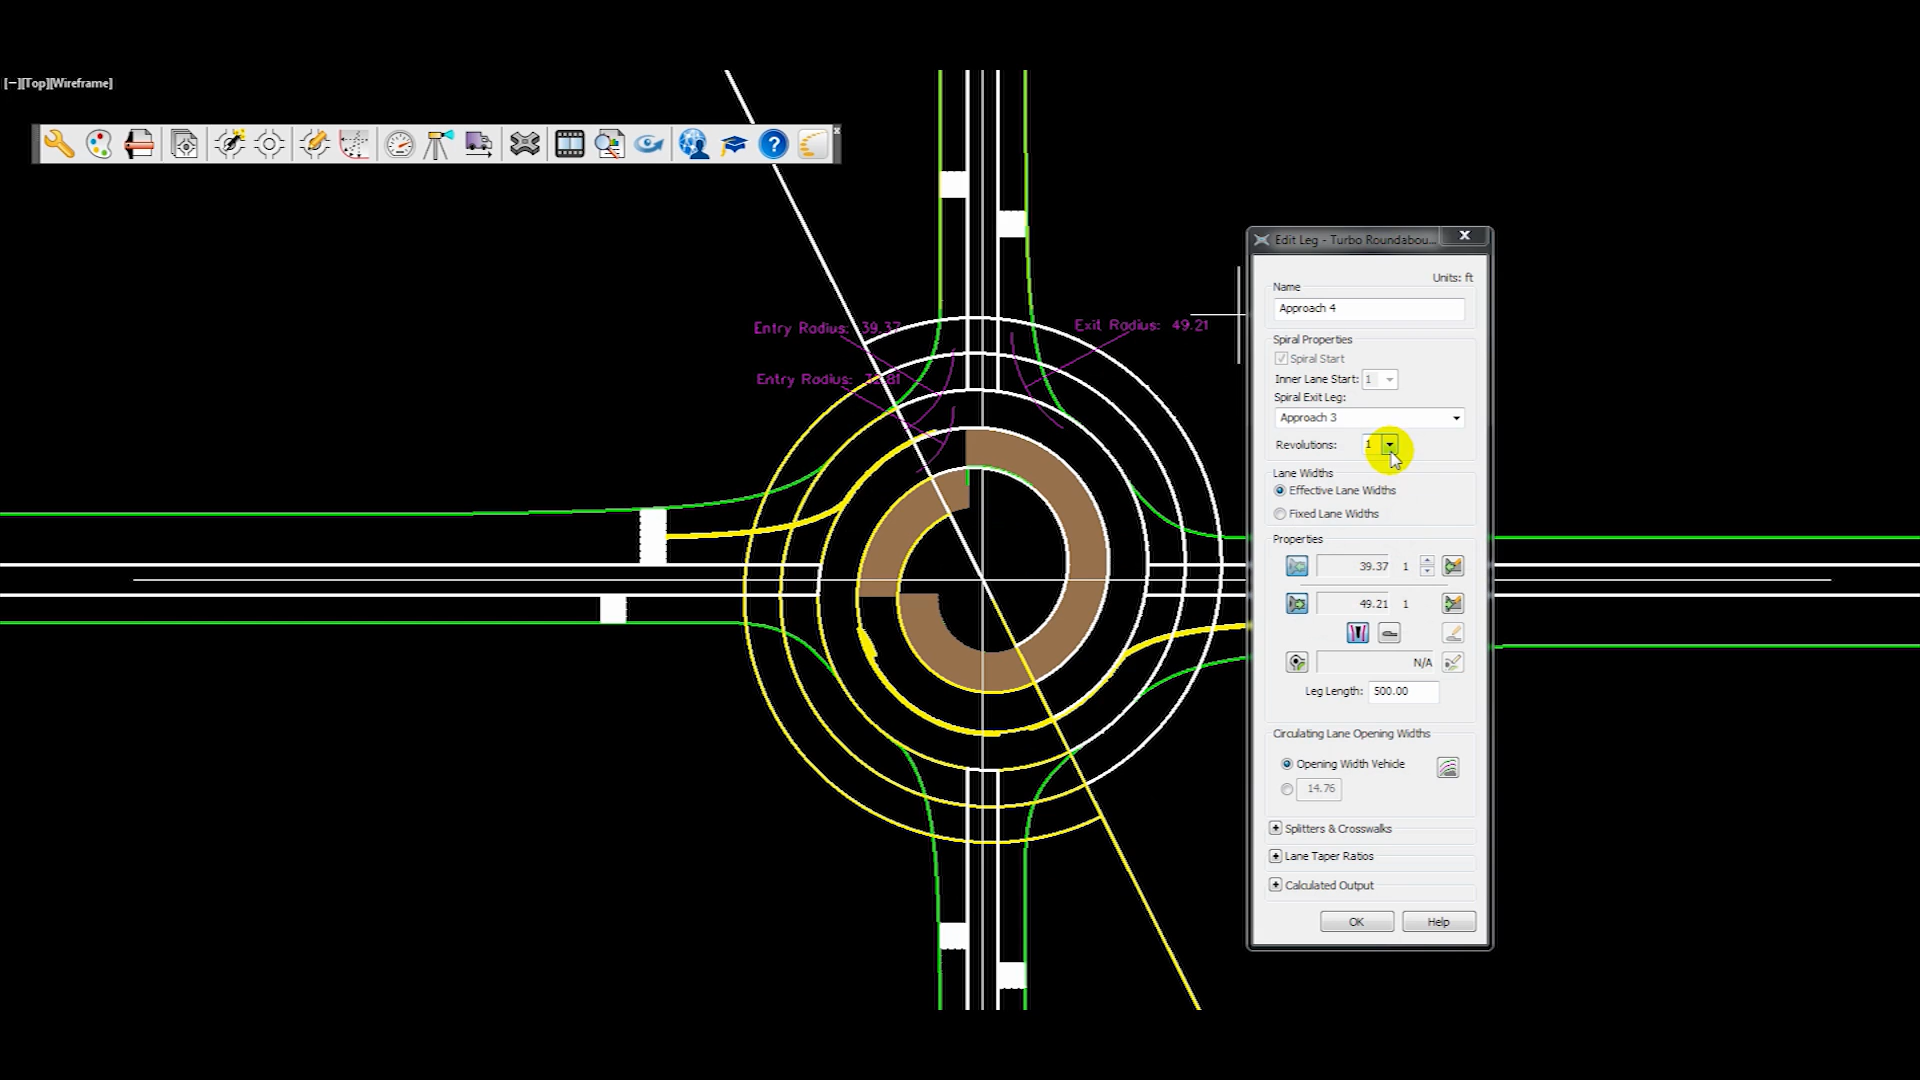 [−][Top][Wireframe]
?
Entry Radius: 39.37
Exit Radius: 49.21
Entry Radius:
Edit Leg - Turbo Roundabou...
Units: ft
Name
Approach 4
Spiral Properties
Spiral Start
Inner Lane Start: 1
Spiral Exit Leg:
Approach 3
Revolutions: 1
Lane Widths
Effective Lane Widths
Fixed Lane Widths
Properties
39.37 1
49.21 1
N/A
Leg Length: 500.00
Circulating Lane Opening Widths
Opening Width Vehicle
14.76
Splitters & Crosswalks
Lane Taper Ratios
Calculated Output
OK Help